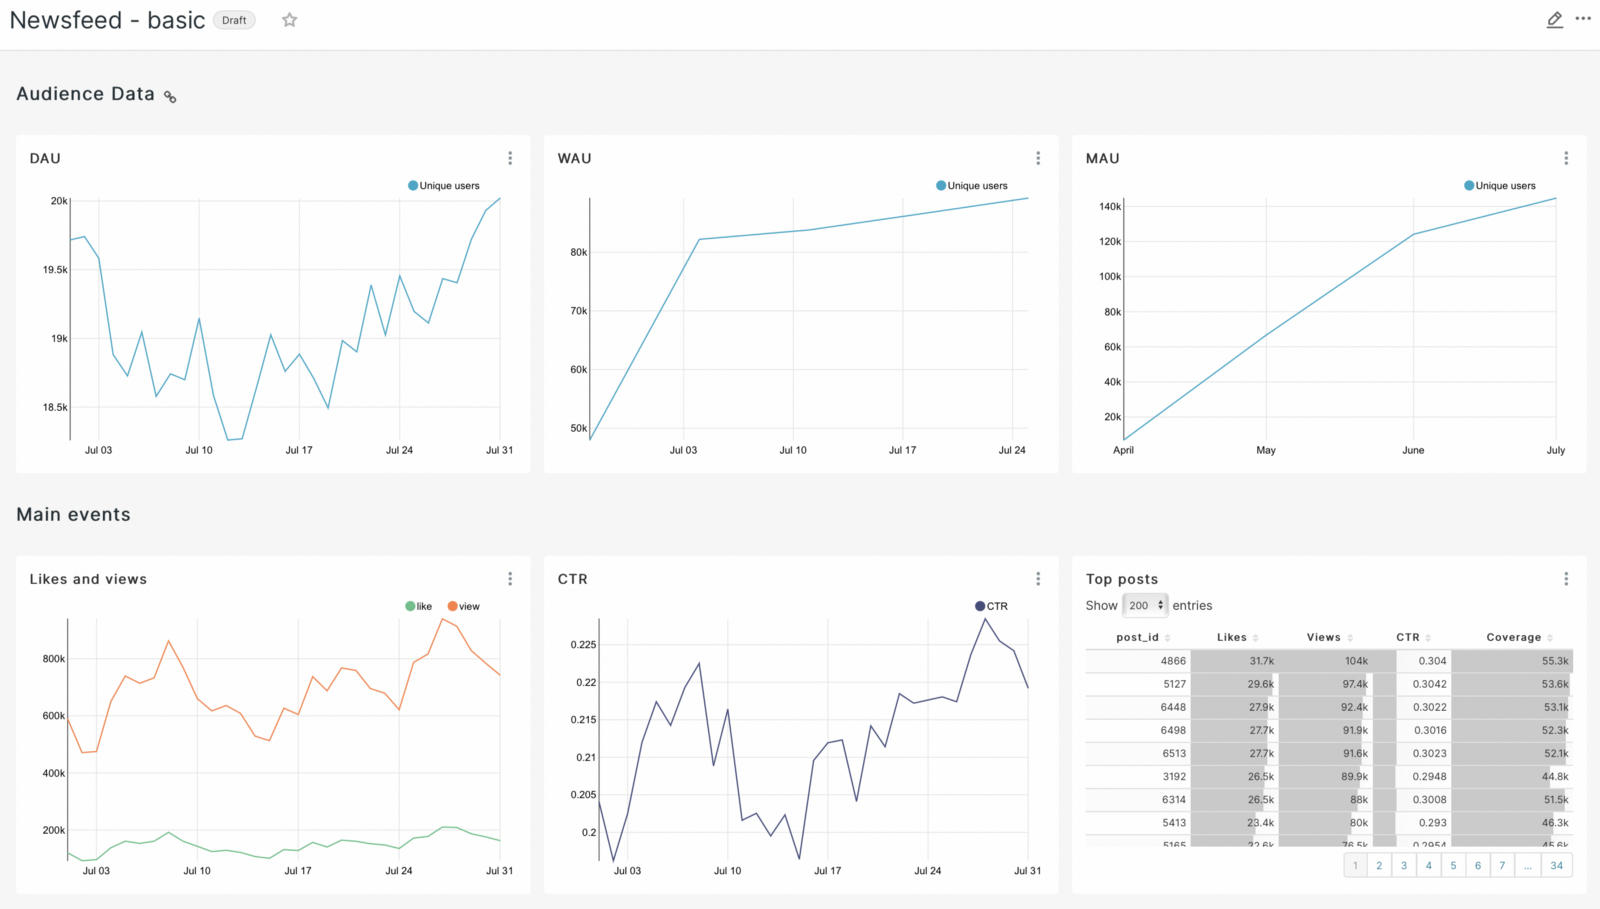 Newsfeed - basic Draft
Audience Data
DAU
Unique users
20k
19.5k
19k
18.5k
Jul 03 Jul 10 Jul 17 Jul 24 Jul 31
WAU
Unique users
80k
70k
60k
50k
Jul 03 Jul 10 Jul 17 Jul 24
MAU
Unique users
140k
120k
100k
80k
60k
40k
20k
April May June July
Main events
Likes and views
like view
800k
600k
400k
200k
Jul 03 Jul 10 Jul 17 Jul 24 Jul 31
CTR
CTR
0.225
0.22
0.215
0.21
0.205
0.2
Jul 03 Jul 10 Jul 17 Jul 24 Jul 31
Top posts
Show 200 entries
post_id Likes Views CTR Coverage
4866 31.7k 104k 0.304 55.3k
5127 29.6k 97.4k 0.3042 53.6k
6448 27.9k 92.4k 0.3022 53.1k
6498 27.7k 91.9k 0.3016 52.3k
6513 27.7k 91.6k 0.3023 52.1k
3192 26.5k 89.9k 0.2948 44.8k
6314 26.5k 88k 0.3008 51.5k
5413 23.4k 80k 0.293 46.3k
5165 22.6k 76.5k 0.2954 45.6k
1 2 3 4 5 6 7 ... 34